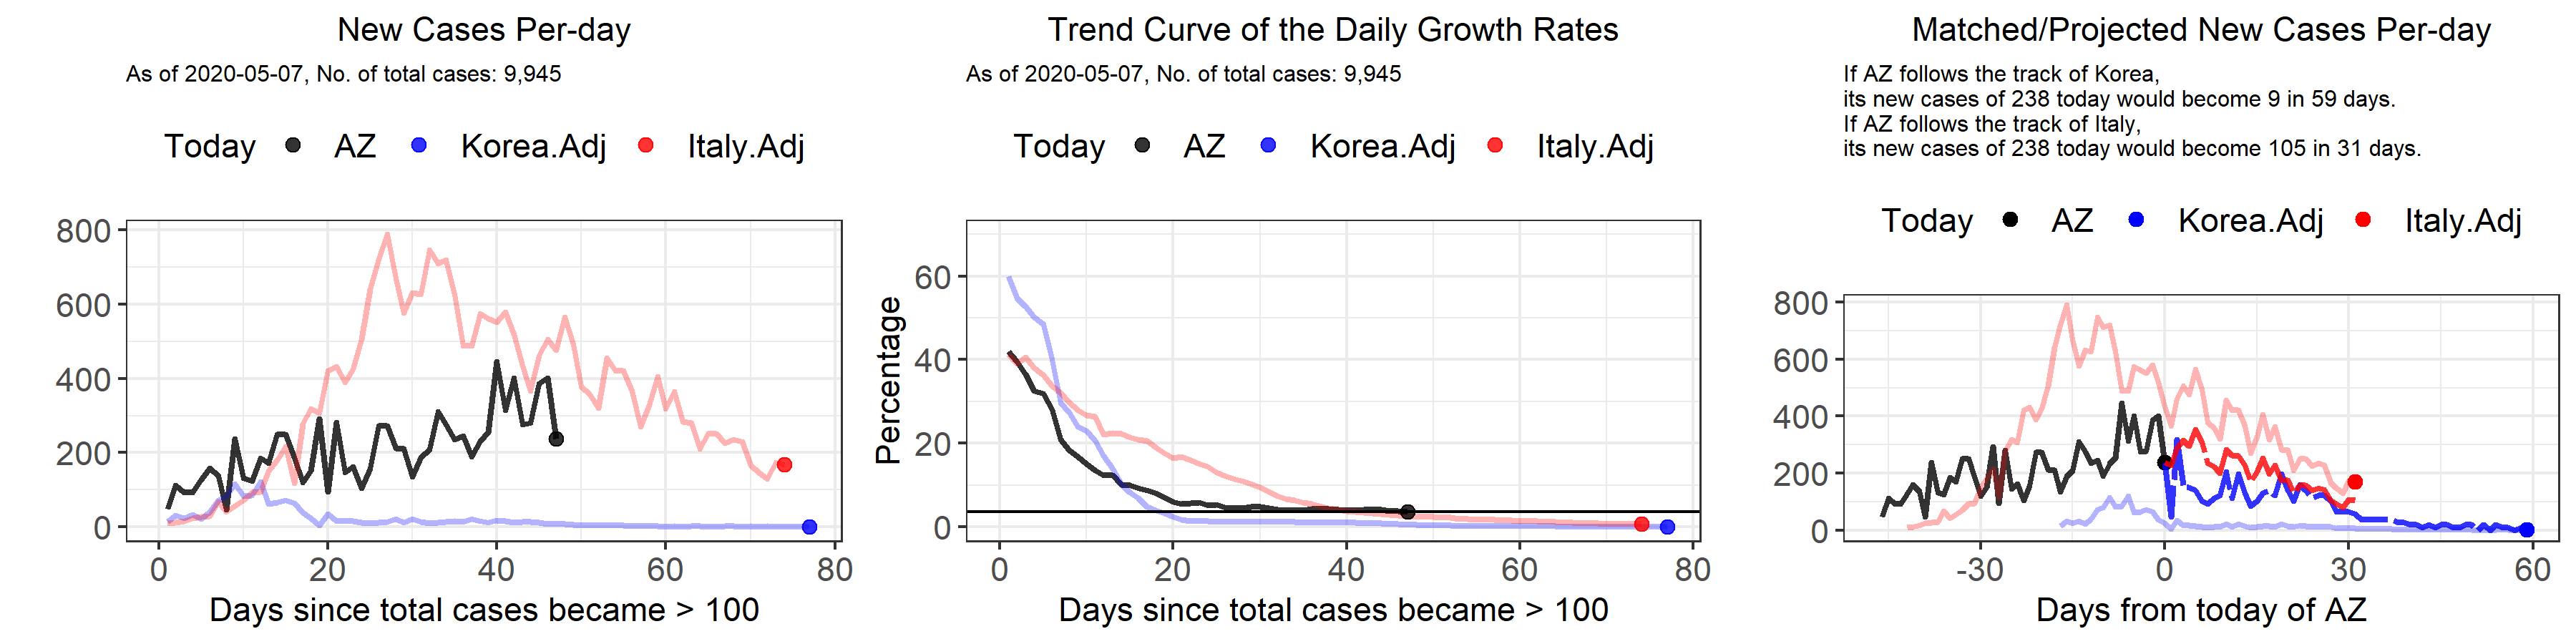 New Cases Per-day
As of 2020-05-07, No. of total cases: 9,945
Today AZ Korea.Adj Italy.Adj
800
600
400
200
0
0 20 40 60 80
Days since total cases became > 100
Trend Curve of the Daily Growth Rates
As of 2020-05-07, No. of total cases: 9,945
Today AZ Korea.Adj Italy.Adj
Percentage
60
40
20
0
0 20 40 60 80
Days since total cases became > 100
Matched/Projected New Cases Per-day
If AZ follows the track of Korea,
its new cases of 238 today would become 9 in 59 days.
If AZ follows the track of Italy,
its new cases of 238 today would become 105 in 31 days.
Today AZ Korea.Adj Italy.Adj
800
600
400
200
0
-30 0 30 60
Days from today of AZ